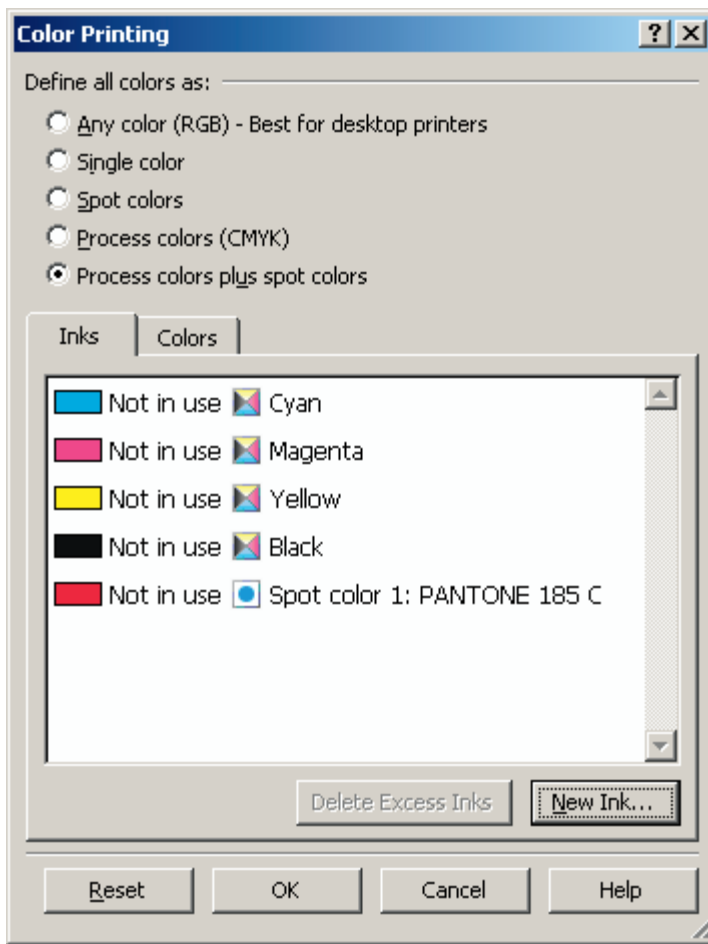 Color Printing
Define all colors as:
Any color (RGB) - Best for desktop printers
Single color
Spot colors
Process colors (CMYK)
Process colors plus spot colors
Inks Colors
Not in use Cyan
Not in use Magenta
Not in use Yellow
Not in use Black
Not in use Spot color 1: PANTONE 185 C
Delete Excess Inks New Ink...
Reset OK Cancel Help